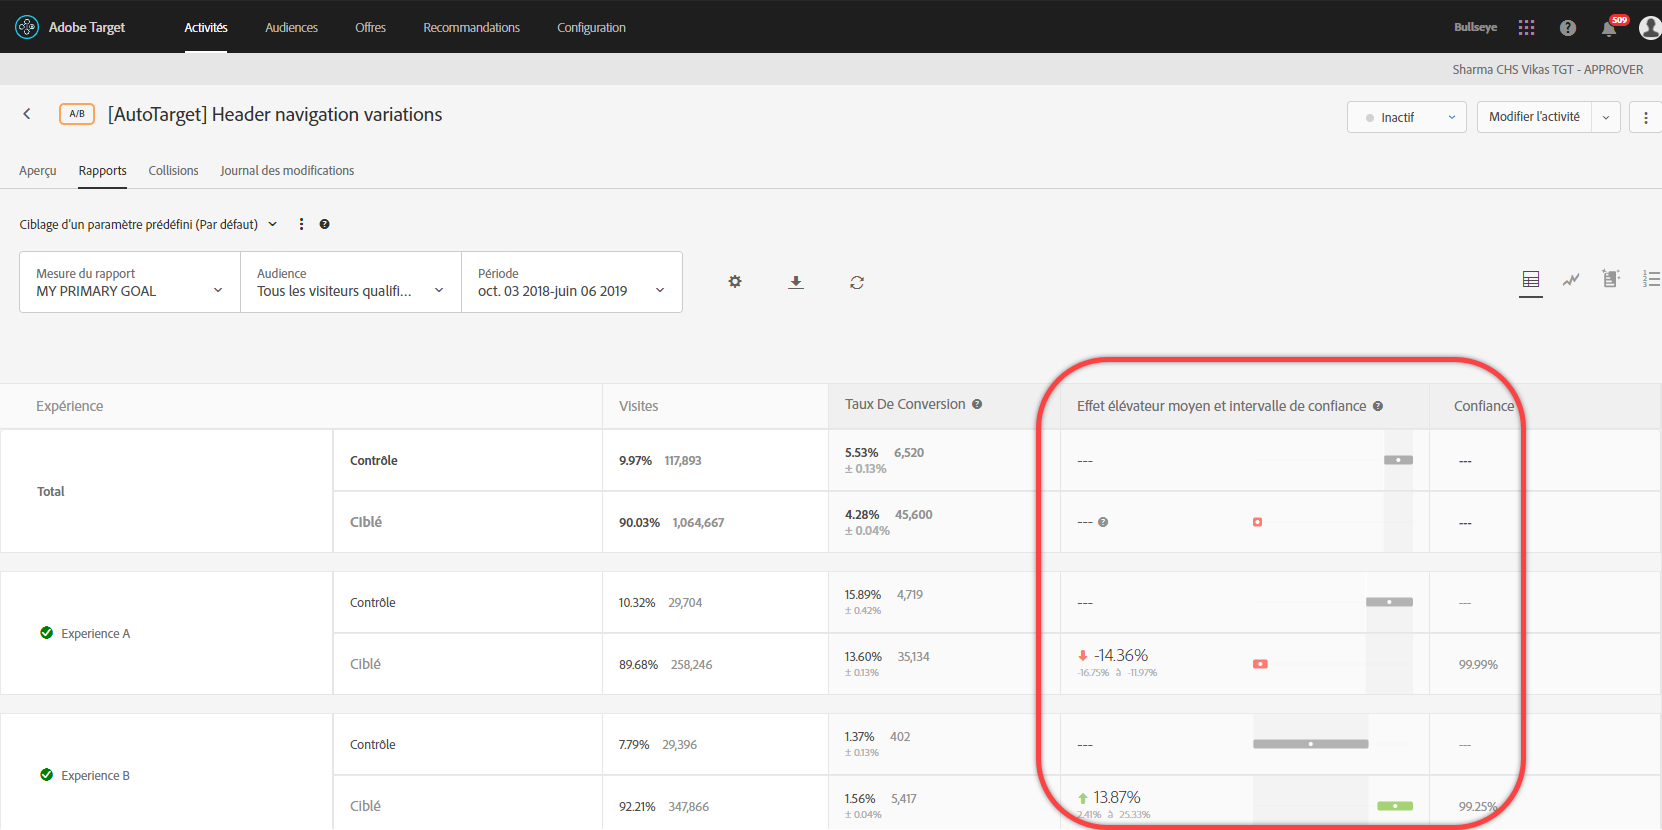 Adobe Target Activités Audiences Offres Recommandations Configuration Bullseye 509
Sharma CHS Vikas TGT - APPROVER
A/B [AutoTarget] Header navigation variations Inactif Modifier l'activité
Aperçu Rapports Collisions Journal des modifications
Ciblage d'un paramètre prédéfini (Par défaut)
Mesure du rapport Audience Période
MY PRIMARY GOAL Tous les visiteurs qualifi... oct. 03 2018-juin 06 2019
Expérience Visites Taux De Conversion Effet élévateur moyen et intervalle de confiance Confiance
Total
Contrôle 9.97% 117,893 5.53% 6,520 --- ---
± 0.13%
Ciblé 90.03% 1,064,667 4.28% 45,600 --- ---
± 0.04%
Experience A
Contrôle 10.32% 29,704 15.89% 4,719 --- ---
± 0.42%
Ciblé 89.68% 258,246 13.60% 35,134 -14.36% 99.99%
± 0.13% -16.75% à -11.97%
Experience B
Contrôle 7.79% 29,396 1.37% 402 --- ---
± 0.13%
Ciblé 92.21% 347,866 1.56% 5,417 13.87% 99.25%
± 0.04% 2.41% à 25.33%